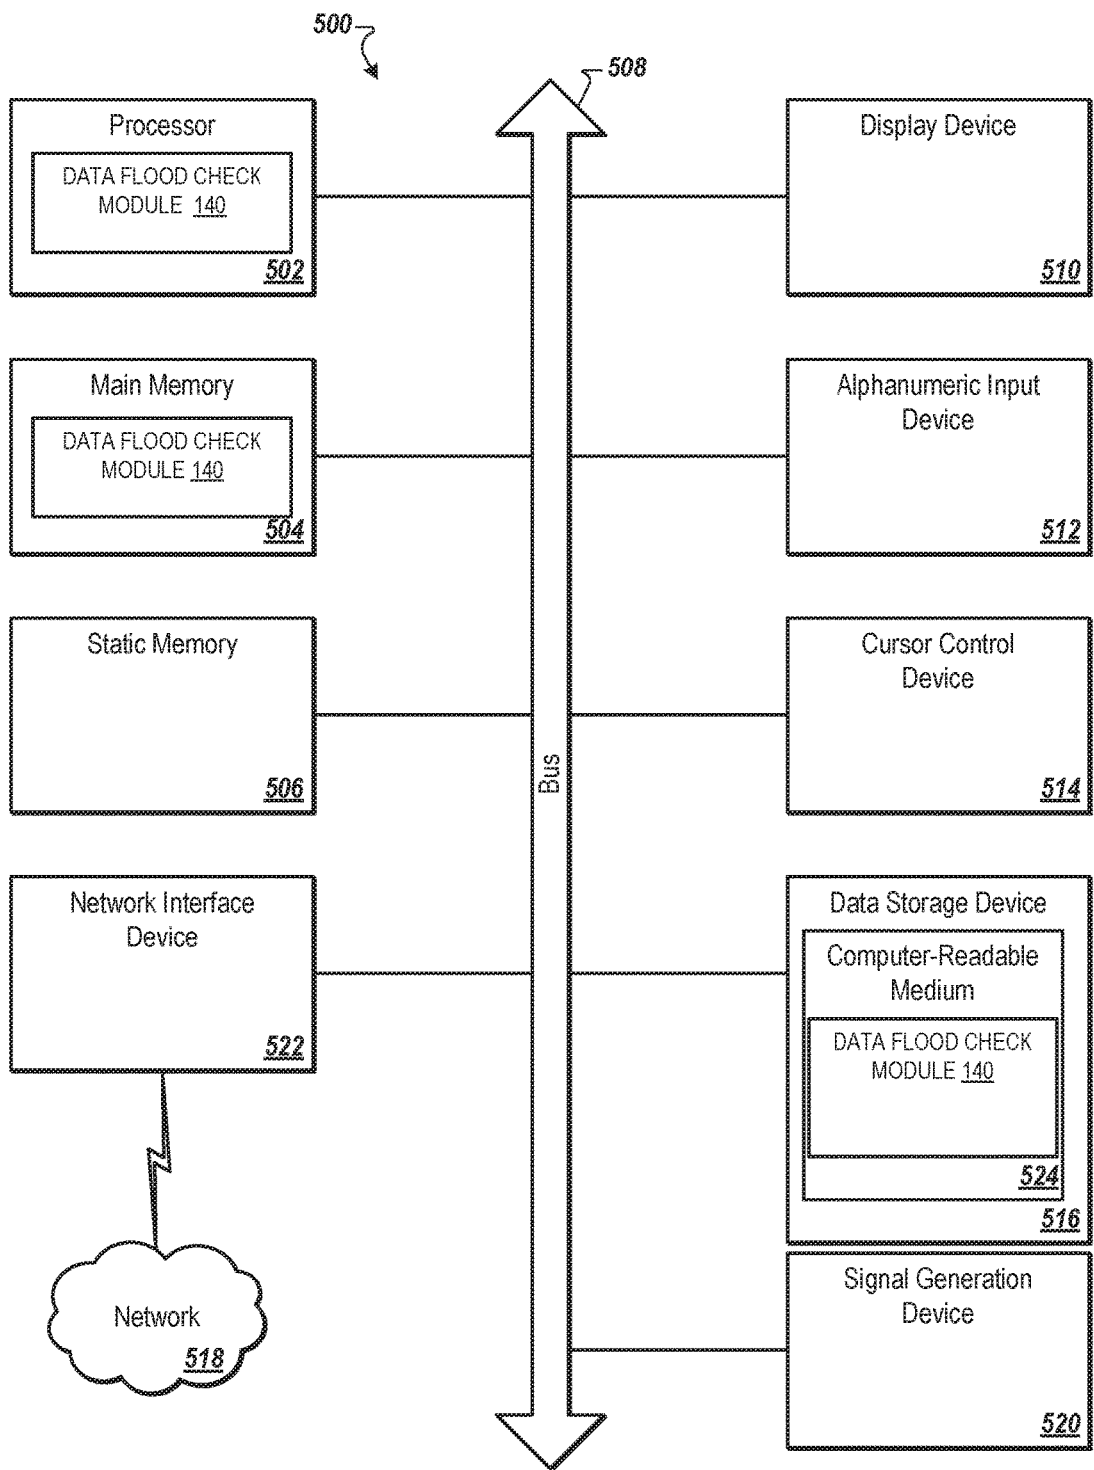 500
508
Processor
DATA FLOOD CHECK
MODULE 140
502
Display Device
510
Main Memory
DATA FLOOD CHECK
MODULE 140
504
Alphanumeric Input
Device
512
Static Memory
506
Cursor Control
Device
514
Bus
Network Interface
Device
522
Data Storage Device
Computer-Readable
Medium
DATA FLOOD CHECK
MODULE 140
524
516
Network
518
Signal Generation
Device
520